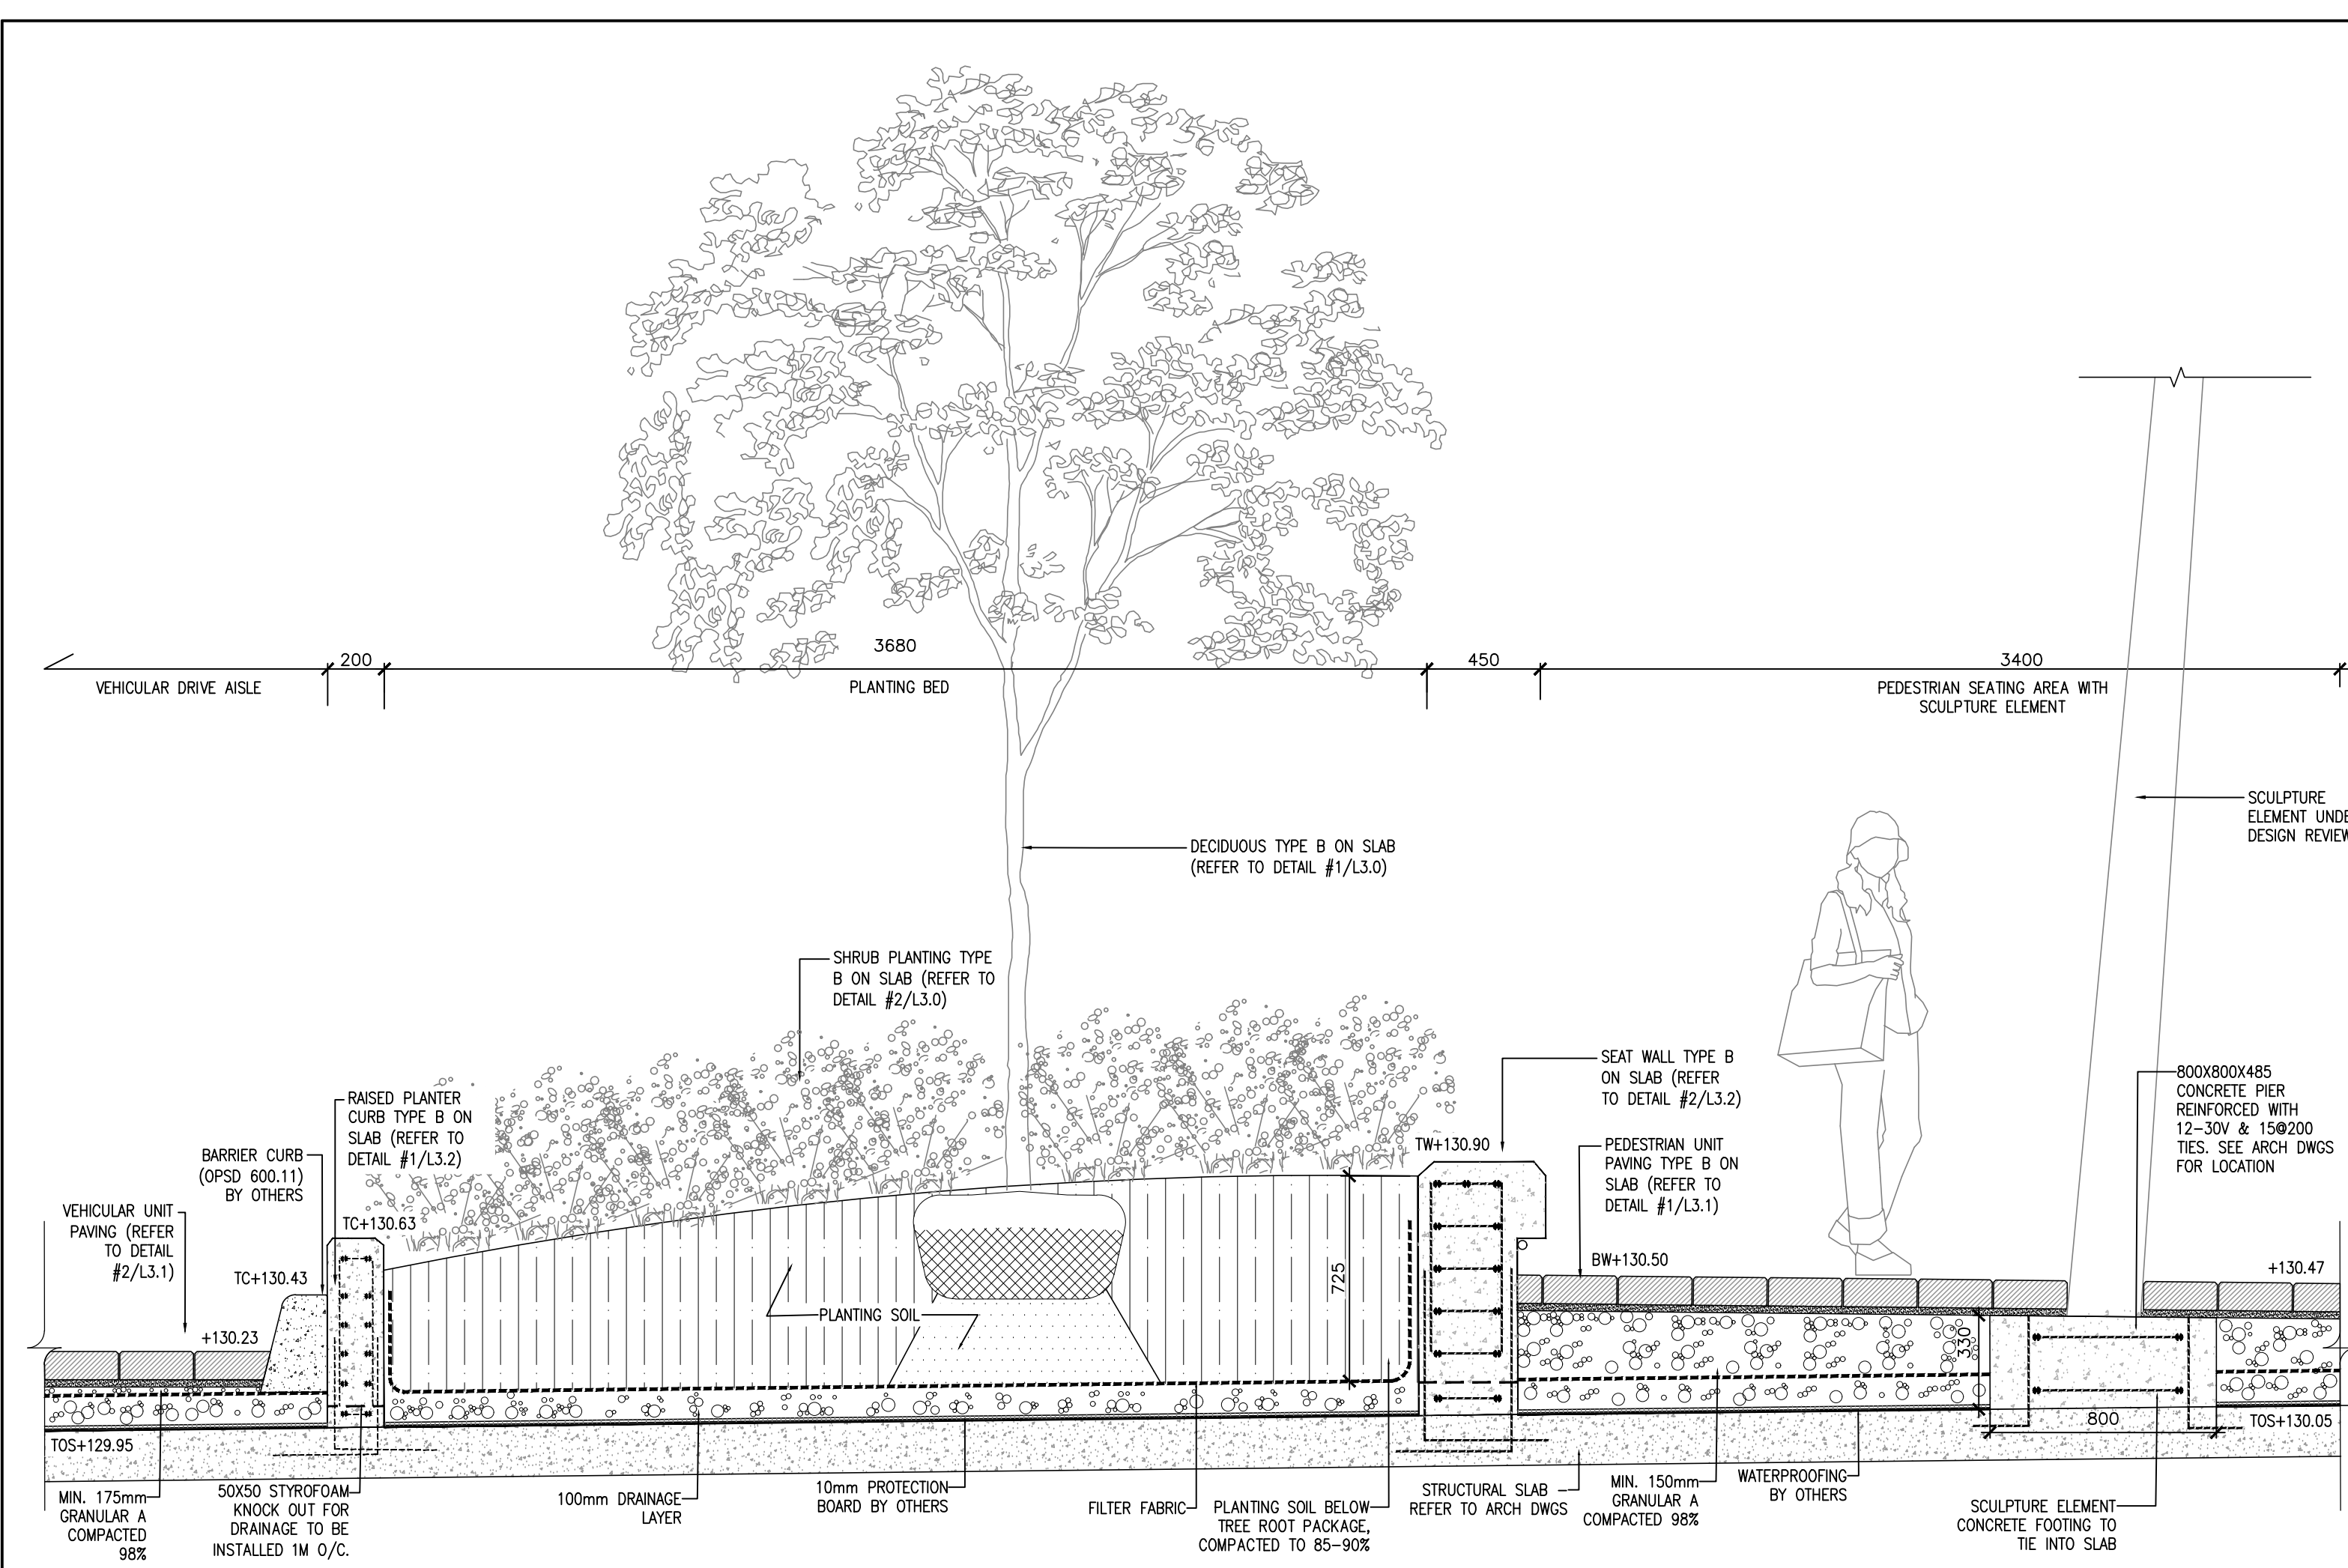 200
3680
450
3400
VEHICULAR DRIVE AISLE
PLANTING BED
PEDESTRIAN SEATING AREA WITH
SCULPTURE ELEMENT
SCULPTURE
ELEMENT UNDE
DESIGN REVIEW
DECIDUOUS TYPE B ON SLAB
(REFER TO DETAIL #1/L3.0)
SHRUB PLANTING TYPE
B ON SLAB (REFER TO
DETAIL #2/L3.0)
SEAT WALL TYPE B
ON SLAB (REFER
TO DETAIL #2/L3.2)
800X800X485
CONCRETE PIER
REINFORCED WITH
12-30V & 15@200
TIES. SEE ARCH DWGS
FOR LOCATION
RAISED PLANTER
CURB TYPE B ON
SLAB (REFER TO
DETAIL #1/L3.2)
BARRIER CURB
(OPSD 600.11)
BY OTHERS
TW+130.90
PEDESTRIAN UNIT
PAVING TYPE B ON
SLAB (REFER TO
DETAIL #1/L3.1)
VEHICULAR UNIT
PAVING (REFER
TO DETAIL
#2/L3.1)
TC+130.63
TC+130.43
BW+130.50
+130.47
725
PLANTING SOIL
+130.23
330
800
TOS+130.05
TOS+129.95
MIN. 175mm
GRANULAR A
COMPACTED
98%
50X50 STYROFOAM
KNOCK OUT FOR
DRAINAGE TO BE
INSTALLED 1M O/C.
100mm DRAINAGE
LAYER
10mm PROTECTION
BOARD BY OTHERS
FILTER FABRIC
PLANTING SOIL BELOW
TREE ROOT PACKAGE,
COMPACTED TO 85-90%
STRUCTURAL SLAB -
REFER TO ARCH DWGS
MIN. 150mm
GRANULAR A
COMPACTED 98%
WATERPROOFING
BY OTHERS
SCULPTURE ELEMENT
CONCRETE FOOTING TO
TIE INTO SLAB